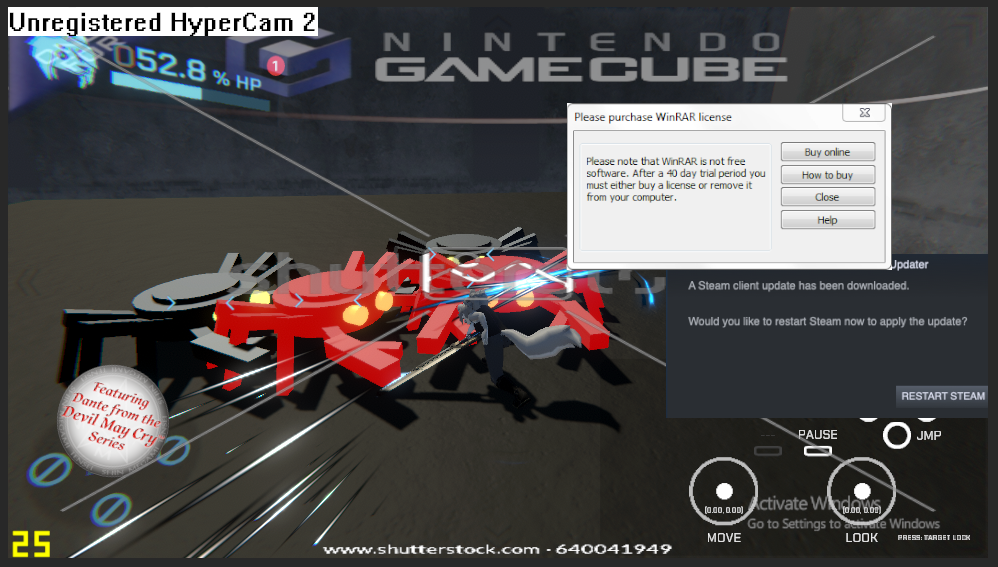 Unregistered HyperCam 2
052.8 % HP
1
NINTENDO
GAMECUBE
Please purchase WinRAR license
Please note that WinRAR is not free
software. After a 40 day trial period you
must either buy a license or remove it
from your computer.
Buy online
How to buy
Close
Help
Updater
A Steam client update has been downloaded.
Would you like to restart Steam now to apply the update?
RESTART STEAM
shutterst
Featuring
Dante from the
Devil May Cry™
Series
---
PAUSE
JMP
(0.00, 0.00)
(0.00, 0.00)
MOVE
LOOK
PRESS: TARGET LOCK
Activate Windows
Go to Settings to activate Windows
25
www.shutterstock.com · 640041949